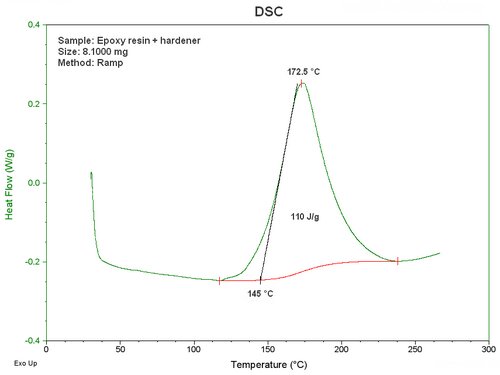 DSC
Sample: Epoxy resin + hardener
Size: 8.1000 mg
Method: Ramp
172.5 °C
110 J/g
145 °C
Heat Flow (W/g)
0.4
0.2
0.0
-0.2
-0.4
0 50 100 150 200 250 300
Exo Up
Temperature (°C)